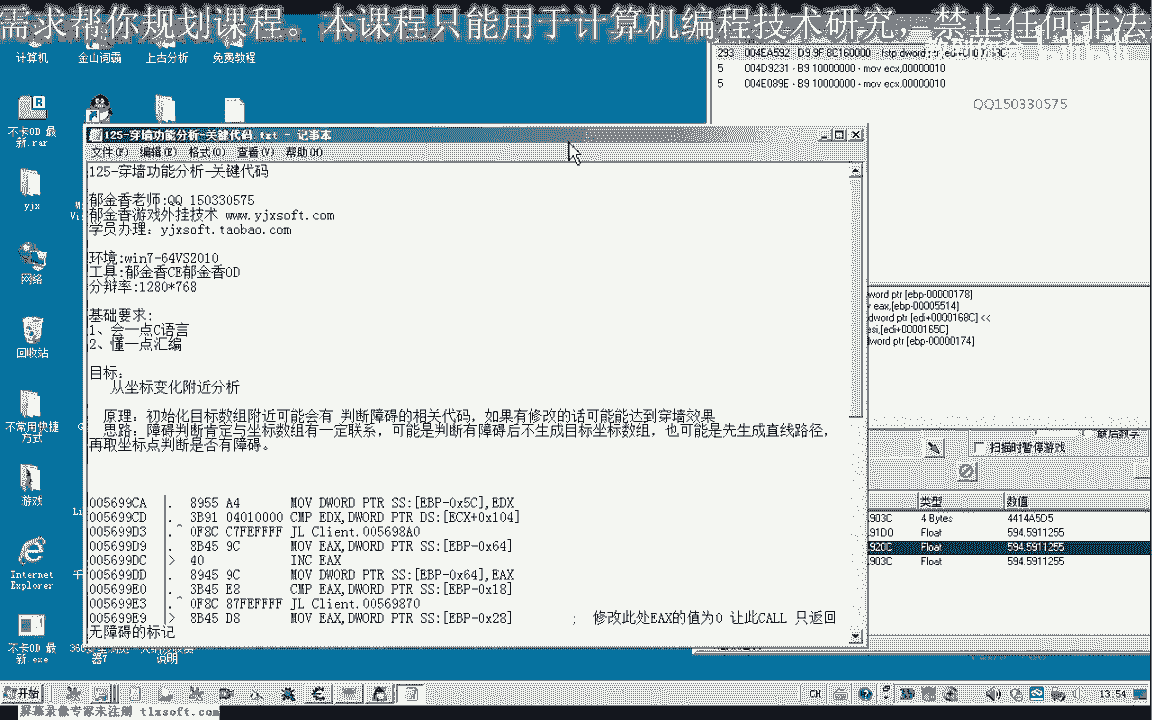 需求帮你规划课程。本课程只能用于计算机编程技术研究，禁止任何非法
计算机
金山词霸
上古分析
免费教程
不卡OD 最新.rar
yjx
网络
回收站
不常用快捷方式
游戏
Internet Explorer
不卡OD 最新.exe
5 004D9231 - B9 10000000 - mov ecx,00000010
5 004E089E - B9 10000000 - mov ecx,00000010
QQ150330575
125-穿墙功能分析-关键代码.txt - 记事本
文件(F) 编辑(E) 格式(O) 查看(V) 帮助(H)
125-穿墙功能分析-关键代码
郁金香老师:QQ 150330575
郁金香游戏外挂技术 www.yjxsoft.com
学员办理：yjxsoft.taobao.com
环境:win7-64VS2010
工具:郁金香CE郁金香OD
分辩率:1280*768
基础要求:
1、会一点C语言
2、懂一点汇编
目标：
从坐标变化附近分析
原理：初始化目标数组附近可能会有 判断障碍的相关代码，如果有修改的话可能能达到穿墙效果
思路：障碍判断肯定与坐标数组有一定联系，可能是判断有障碍后不生成目标坐标数组，也可能是先生成直线路径，
再取坐标点判断是否有障碍。
005699CA |. 8955 A4 MOV DWORD PTR SS:[EBP-0x5C],EDX
005699CD |. 3B91 04010000 CMP EDX,DWORD PTR DS:[ECX+0x104]
005699D3 |.^ 0F8C C7FEFFFF JL Client.005698A0
005699D9 |. 8B45 9C MOV EAX,DWORD PTR SS:[EBP-0x64]
005699DC |> 40 INC EAX
005699DD |. 8945 9C MOV DWORD PTR SS:[EBP-0x64],EAX
005699E0 |. 3B45 E8 CMP EAX,DWORD PTR SS:[EBP-0x18]
005699E3 |.^ 0F8C 87FEFFFF JL Client.00569870
005699E9 |> 8B45 D8 MOV EAX,DWORD PTR SS:[EBP-0x28] ; 修改此处EAX的值为0 让此CALL 只返回
无障碍的标记
word ptr [ebp-00000178]
eax,[ebp-00005514]
dword ptr [edi+0000168C] <<
esi,[edi+0000165C]
dword ptr [ebp-00000174]
扫描时暂停游戏
类型 数值
903C 4 Bytes 4414A5D5
91D0 Float 594.5911255
920C Float 594.5911255
903C Float 594.5911255
开始
CH
13:54
屏幕录像专家未注册 tlxsoft.com